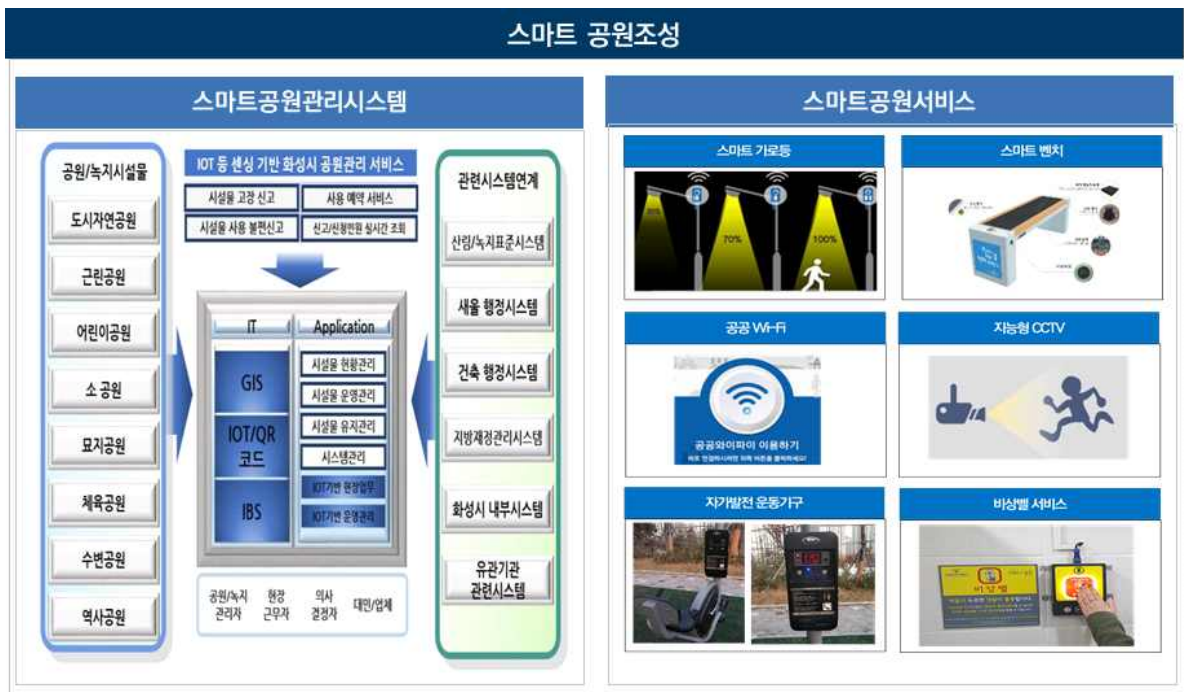 스마트 공원조성
스마트공원관리시스템
공원/녹지시설물
도시자연공원
근린공원
어린이공원
소 공원
묘지공원
체육공원
수변공원
역사공원
IOT 등 센싱 기반 화성시 공원관리 서비스
시설물 고장 신고
사용 예약 서비스
시설물 사용 불편신고
신고/신청민원 실시간 조회
IT
Application
GIS
IOT/QR
코드
IBS
시설물 현황관리
시설물 운영관리
시설물 유지관리
시스템관리
IOT기반 현장업무
IOT기반 운영관리
공원/녹지
관리자
현장
근무자
의사
결정자
대민/업체
관련시스템연계
산림/녹지표준시스템
새올 행정시스템
건축 행정시스템
지방재정관리시스템
화성시 내부시스템
유관기관
관련시스템
스마트공원서비스
스마트 가로등
70%
100%
스마트 벤치
공공 Wi-Fi
공공와이파이 이용하기
지능형 CCTV
자가발전 운동기구
비상벨 서비스
비상벨